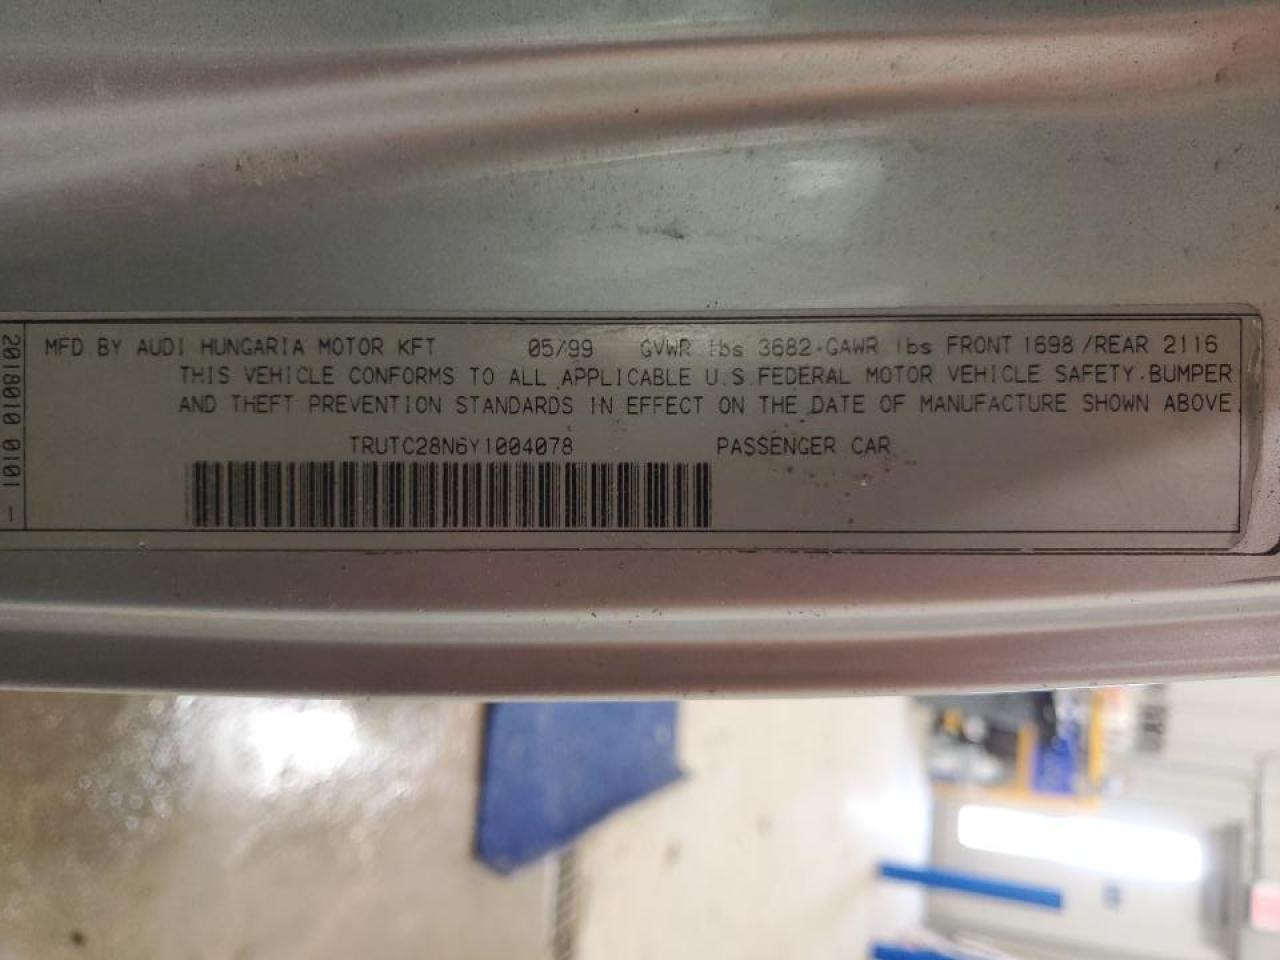 MFD BY AUDI HUNGARIA MOTOR KFT 05/99 GVWR lbs 3682-GAWR lbs FRONT 1698/REAR 2116
THIS VEHICLE CONFORMS TO ALL APPLICABLE U.S.FEDERAL MOTOR VEHICLE SAFETY.BUMPER
AND THEFT PREVENTION STANDARDS IN EFFECT ON THE DATE OF MANUFACTURE SHOWN ABOVE
TRUTC28N6Y1004078 PASSENGER CAR
2018010 0101 -